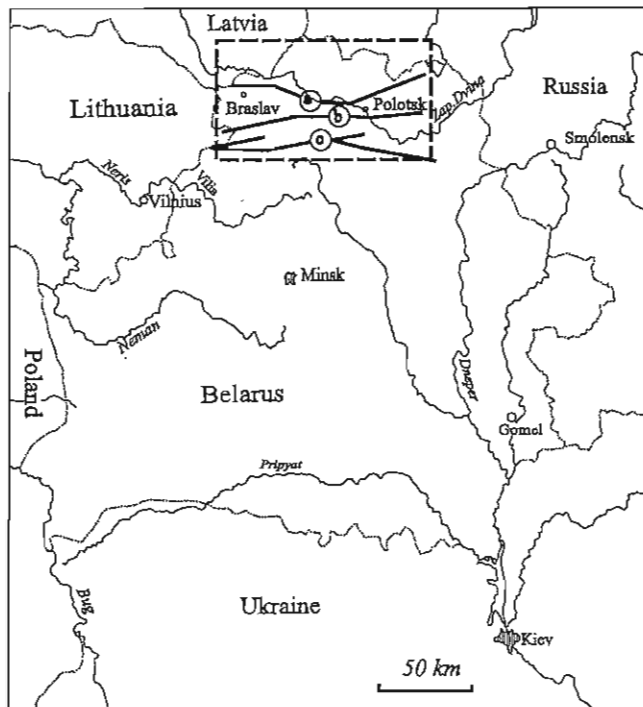 Latvia
Lithuania
Braslav
a
Polotsk
b
c
Zap. Dvina
Russia
Smolensk
Neris
Vilia
Vilnius
Minsk
Neman
Poland
Belarus
Dneper
Gomel
Pripyat
Bug
Ukraine
Kiev
50 km